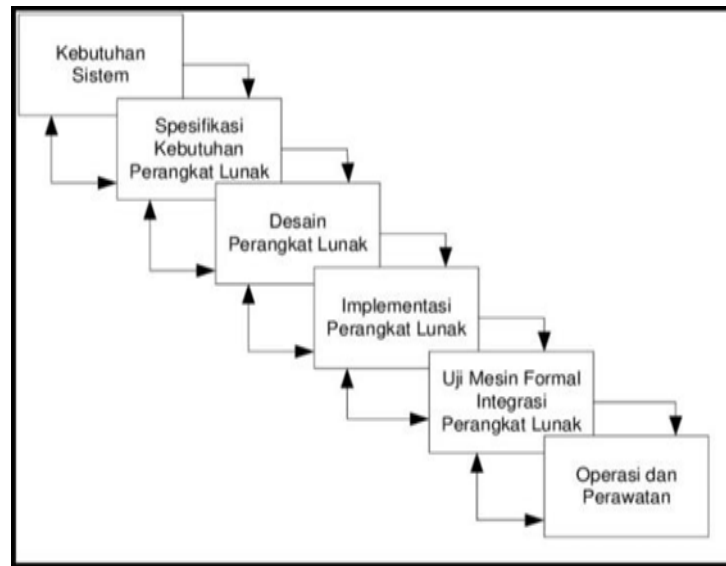 Kebutuhan
Sistem
Spesifikasi
Kebutuhan
Perangkat Lunak
Desain
Perangkat Lunak
Implementasi
Perangkat Lunak
Uji Mesin Formal
Integrasi
Perangkat Lunak
Operasi dan
Perawatan